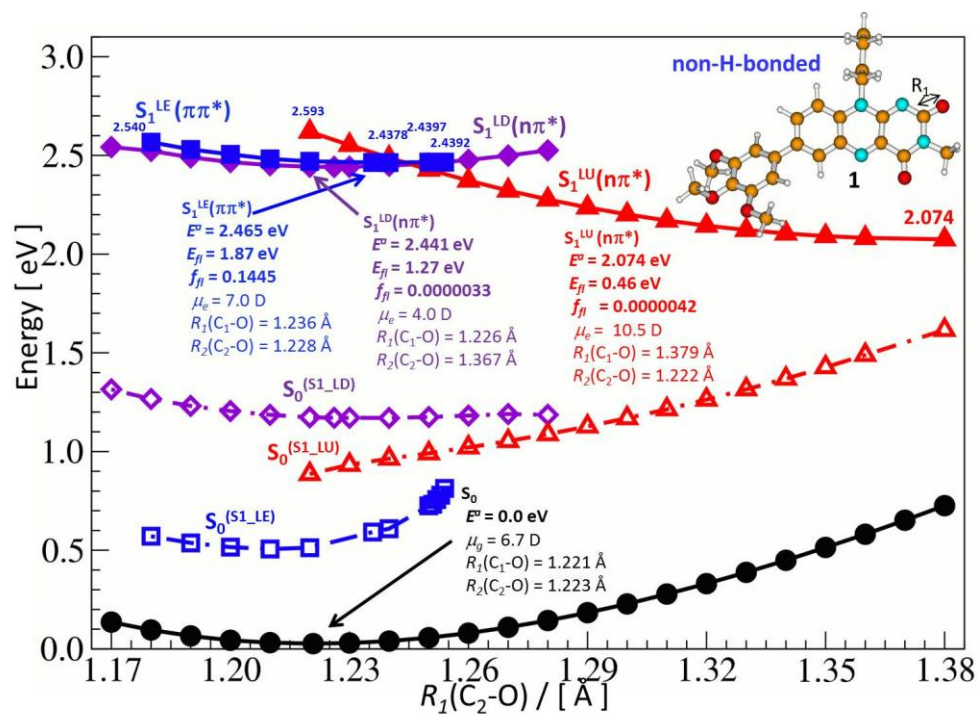 3.0
2.5
2.0
1.5
1.0
0.5
0.0
Energy [ eV]
1.17
1.20
1.23
1.26
1.29
1.32
1.35
1.38
R₁(C₂-O) / [ Å]
non-H-bonded
R₁
1
S₁ᴸᴱ(ππ*)
2.540
2.593
2.4378
2.4397
2.4392
S₁ᴸᴰ(nπ*)
S₁ᴸᵁ(nπ*)
2.074
S₁ᴸᴱ(ππ*)
Eᵃ = 2.465 eV
E_fl = 1.87 eV
f_fl = 0.1445
μₑ = 7.0 D
R₁(C₁-O) = 1.236 Å
R₂(C₂-O) = 1.228 Å
S₁ᴸᴰ(nπ*)
Eᵃ = 2.441 eV
E_fl = 1.27 eV
f_fl = 0.0000033
μₑ = 4.0 D
R₁(C₁-O) = 1.226 Å
R₂(C₂-O) = 1.367 Å
S₁ᴸᵁ(nπ*)
Eᵃ = 2.074 eV
E_fl = 0.46 eV
f_fl = 0.0000042
μₑ = 10.5 D
R₁(C₁-O) = 1.379 Å
R₂(C₂-O) = 1.222 Å
S₀(S1_LD)
S₀(S1_LU)
S₀(S1_LE)
S₀
Eᵃ = 0.0 eV
μg = 6.7 D
R₁(C₁-O) = 1.221 Å
R₂(C₂-O) = 1.223 Å